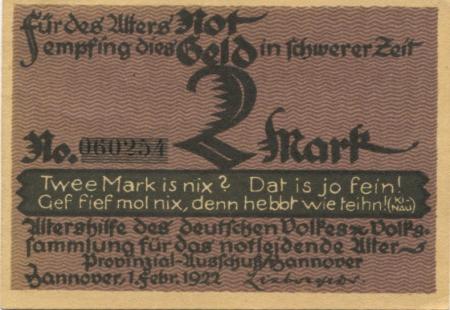 Für des Alters Not
empfing dies Geld in schwerer Zeit
2 Mark
No. 060254
Twee Mark is nix? Dat is jo fein!
Gef fief mol nix, denn hebbt wie teihn! (KI-NAU)
Altershilfe des deutschen Volkes Volks-
sammlung für das notleidende Alter
Provinzial-Ausschuß Hannover
Hannover, 1. Febr. 1922